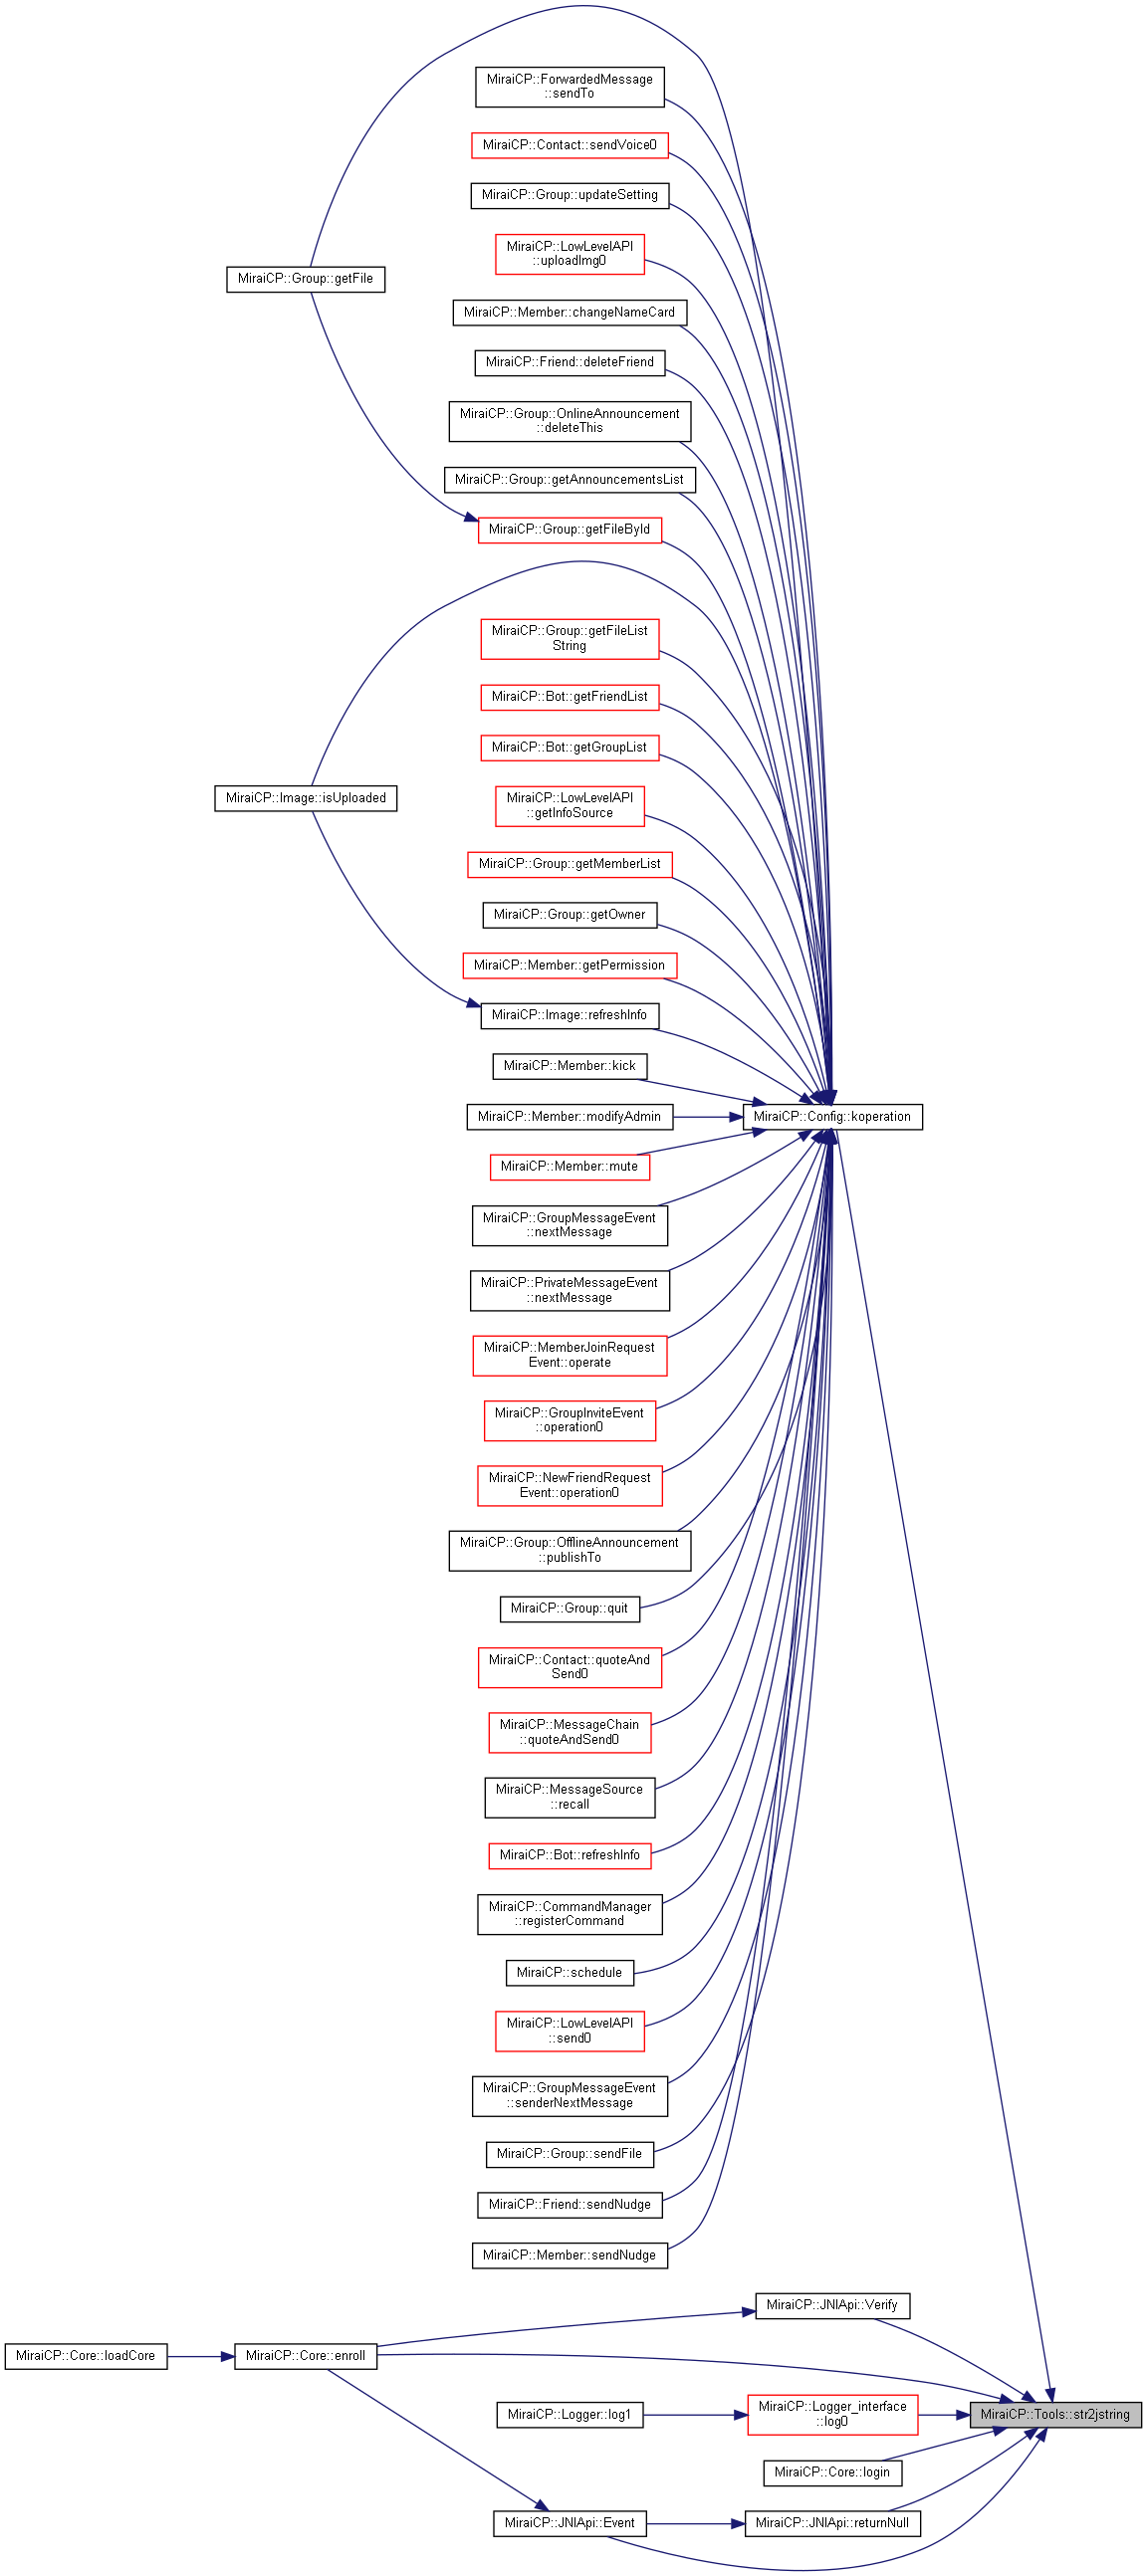 MiraiCP::ForwardedMessage
::sendTo
MiraiCP::Contact::sendVoice0
MiraiCP::Group::updateSetting
MiraiCP::LowLevelAPI
::uploadImg0
MiraiCP::Group::getFile
MiraiCP::Member::changeNameCard
MiraiCP::Friend::deleteFriend
MiraiCP::Group::OnlineAnnouncement
::deleteThis
MiraiCP::Group::getAnnouncementsList
MiraiCP::Group::getFileById
MiraiCP::Group::getFileList
String
MiraiCP::Bot::getFriendList
MiraiCP::Bot::getGroupList
MiraiCP::Image::isUploaded
MiraiCP::LowLevelAPI
::getInfoSource
MiraiCP::Group::getMemberList
MiraiCP::Group::getOwner
MiraiCP::Member::getPermission
MiraiCP::Image::refreshInfo
MiraiCP::Member::kick
MiraiCP::Member::modifyAdmin
MiraiCP::Config::koperation
MiraiCP::Member::mute
MiraiCP::GroupMessageEvent
::nextMessage
MiraiCP::PrivateMessageEvent
::nextMessage
MiraiCP::MemberJoinRequest
Event::operate
MiraiCP::GroupInviteEvent
::operation0
MiraiCP::NewFriendRequest
Event::operation0
MiraiCP::Group::OfflineAnnouncement
::publishTo
MiraiCP::Group::quit
MiraiCP::Contact::quoteAnd
Send0
MiraiCP::MessageChain
::quoteAndSend0
MiraiCP::MessageSource
::recall
MiraiCP::Bot::refreshInfo
MiraiCP::CommandManager
::registerCommand
MiraiCP::schedule
MiraiCP::LowLevelAPI
::send0
MiraiCP::GroupMessageEvent
::senderNextMessage
MiraiCP::Group::sendFile
MiraiCP::Friend::sendNudge
MiraiCP::Member::sendNudge
MiraiCP::JNIApi::Verify
MiraiCP::Core::loadCore
MiraiCP::Core::enroll
MiraiCP::Logger::log1
MiraiCP::Logger_interface
::log0
MiraiCP::Tools::str2jstring
MiraiCP::Core::login
MiraiCP::JNIApi::Event
MiraiCP::JNIApi::returnNull